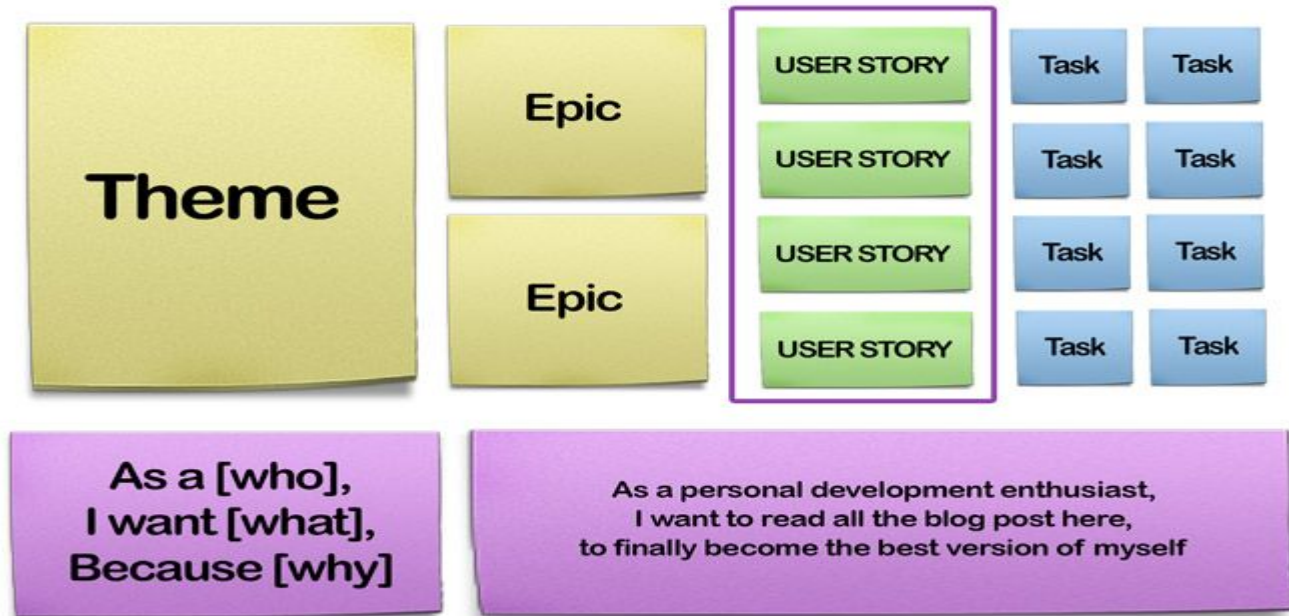 Theme
Epic
Epic
USER STORY
USER STORY
USER STORY
USER STORY
Task
Task
Task
Task
Task
Task
Task
Task
As a [who],
I want [what],
Because [why]
As a personal development enthusiast,
I want to read all the blog post here,
to finally become the best version of myself